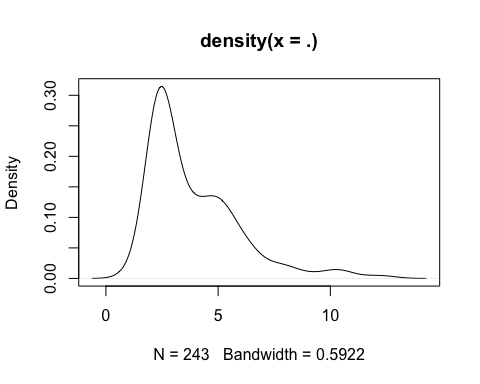 density(x = .)
Density
0.30
0.20
0.10
0.00
0 5 10
N = 243 Bandwidth = 0.5922